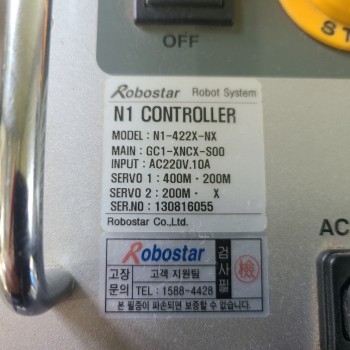 OFF
ST
Robostar Robot System
N1 CONTROLLER
MODEL : N1-422X-NX
MAIN : GC1-XNCX-S00
INPUT : AC220V.10A
SERVO 1 : 400M - 200M
SERVO 2 : 200M - X
SER.NO : 130816055
Robostar Co.,Ltd.
AC
Robostar
검사필
檢
고장
문의
고객 지원팀
TEL : 1588-4428
본 필증이 파손되면 보증할 수 없습니다